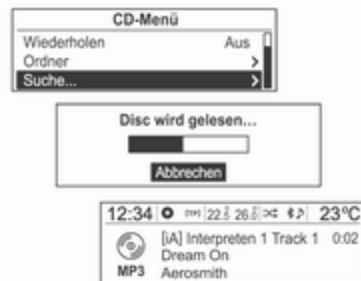 CD-Menü
Wiederholen Aus
Ordner >
Suche... >
Disc wird gelesen...
Abbrechen
12:34 22.5 26.5 23°C
[iA] Interpreten 1 Track 1 0:02
Dream On
MP3 Aerosmith